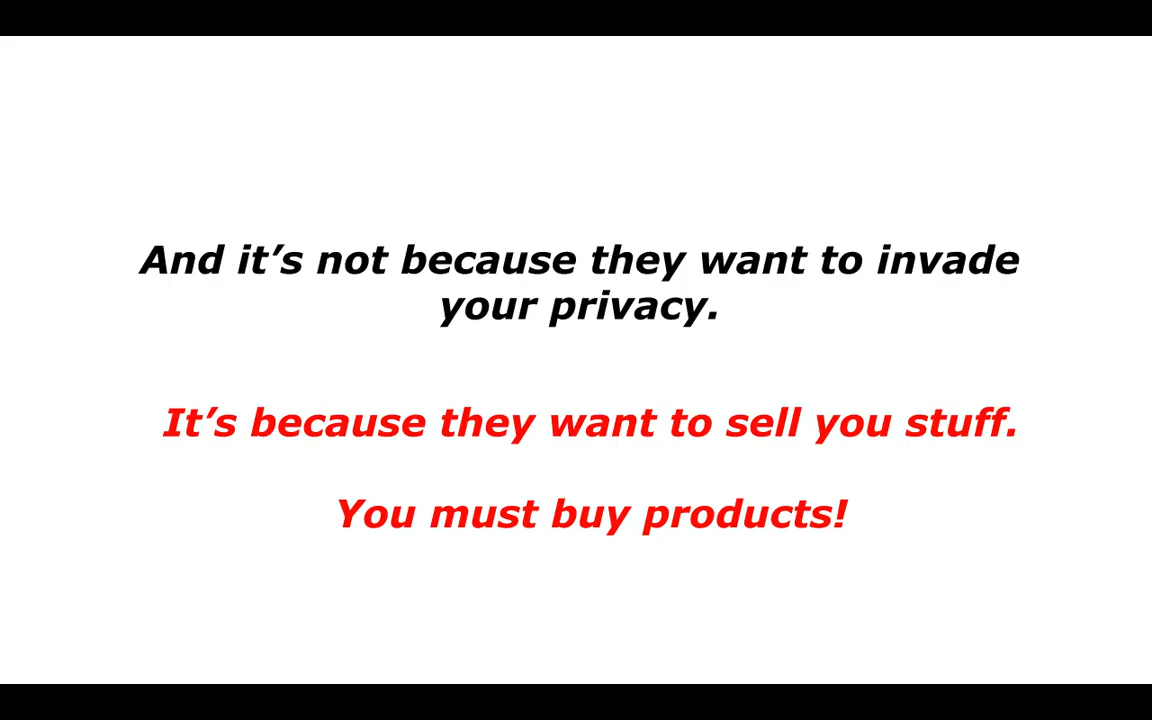 And it’s not because they want to invade
your privacy.
It’s because they want to sell you stuff.
You must buy products!